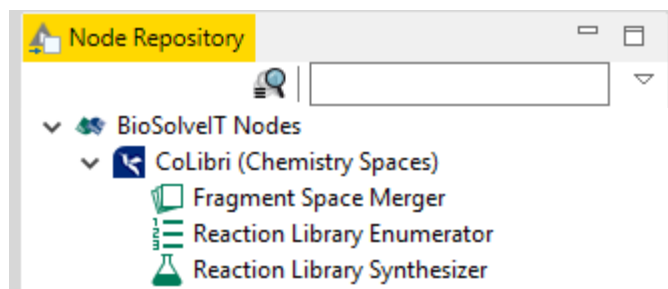 Node Repository
BioSolveIT Nodes
CoLibri (Chemistry Spaces)
Fragment Space Merger
Reaction Library Enumerator
Reaction Library Synthesizer